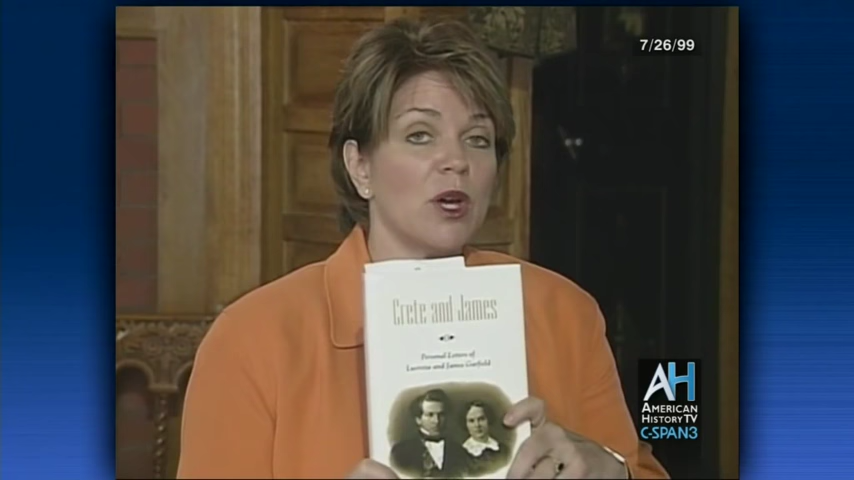 7/26/99
Crete and James
Personal Letters of
Lucretia and James Garfield
AH
AMERICAN
HISTORY TV
C-SPAN3